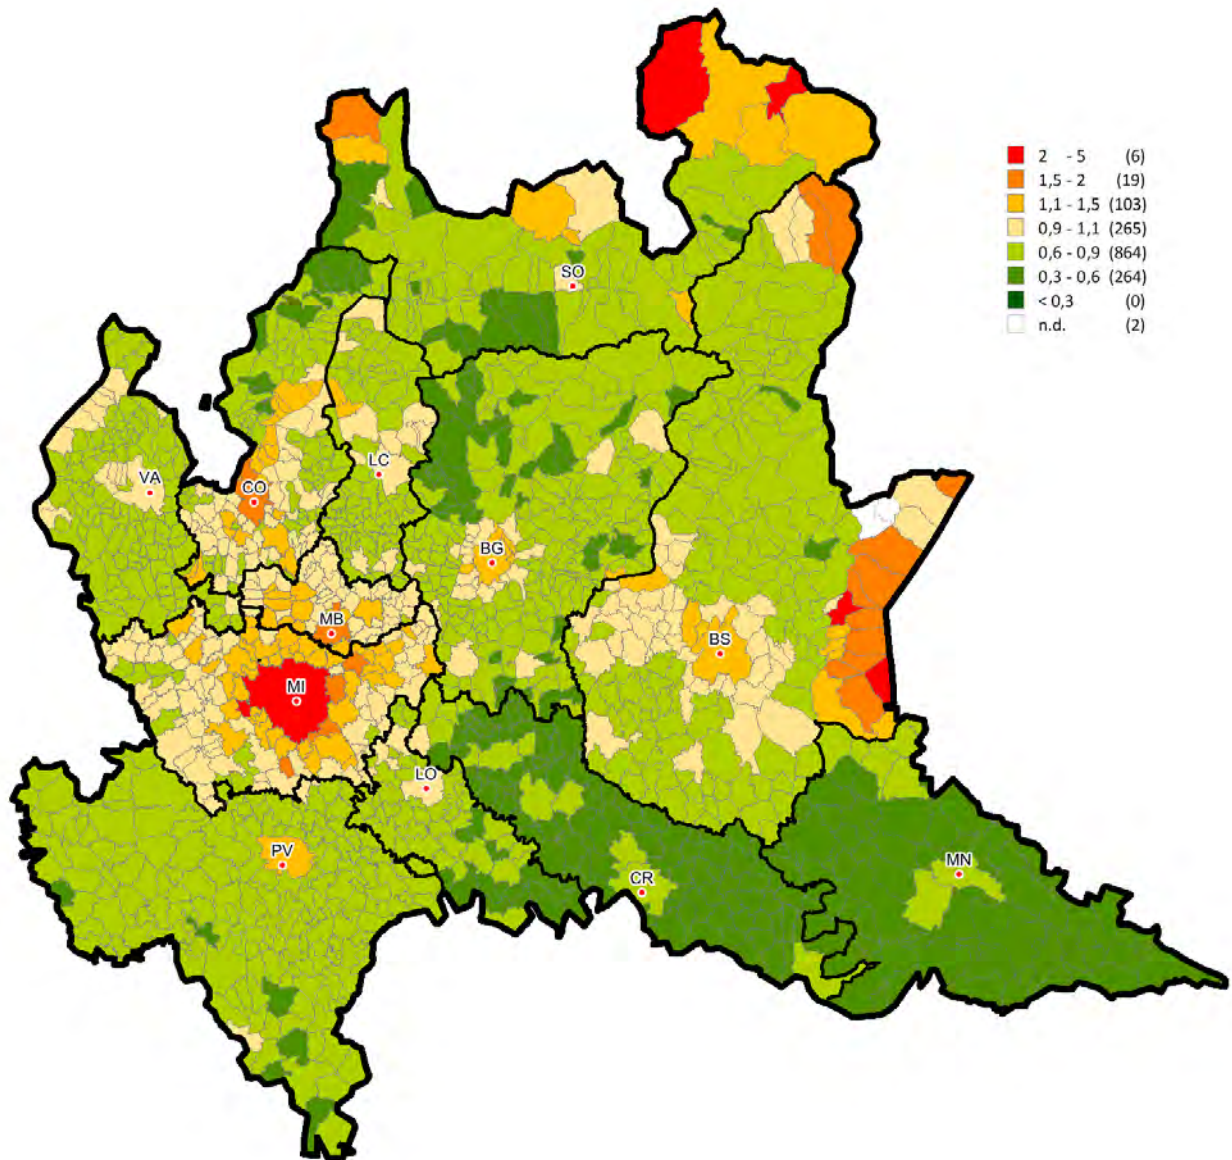 2 - 5 (6)
1,5 - 2 (19)
1,1 - 1,5 (103)
0,9 - 1,1 (265)
0,6 - 0,9 (864)
0,3 - 0,6 (264)
< 0,3 (0)
n.d. (2)
SO
LC
VA
CO
BG
MB
BS
MI
LO
PV
MN
CR